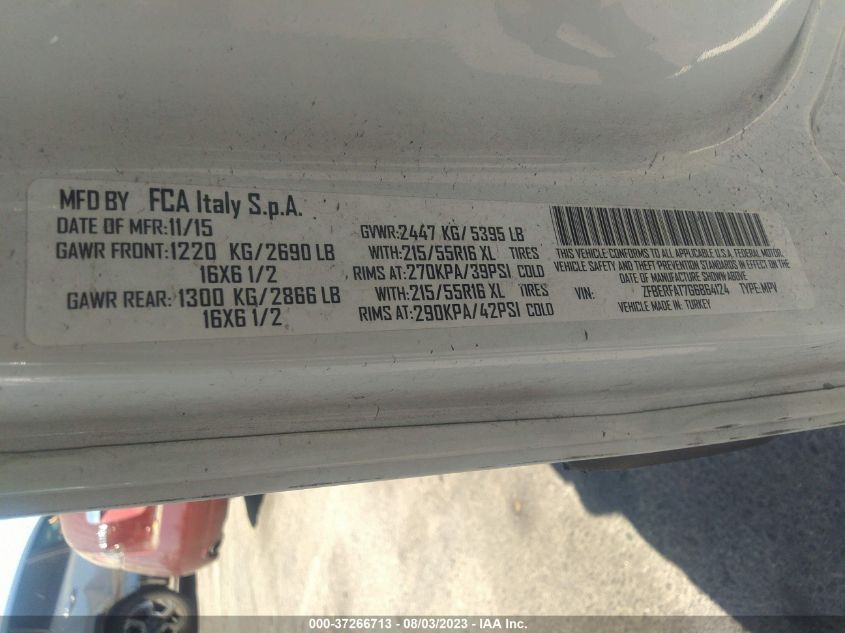 MFD BY FCA Italy S.p.A.
DATE OF MFR:11/15
GAWR FRONT:1220 KG/2690 LB
16X6 1/2
GAWR REAR:1300 KG/2866 LB
16X6 1/2
GVWR:2447 KG/5395 LB
WITH:215/55R16 XL TIRES
RIMS AT:270KPA/39PSI COLD
WITH:215/55R16 XL TIRES
RIMS AT:290KPA/42PSI COLD
THIS VEHICLE CONFORMS TO ALL APPLICABLE U.S.A. FEDERAL MOTOR
VEHICLE SAFETY AND THEFT PREVENTION STANDARDS IN EFFECT ON THE
DATE OF MANUFACTURE SHOWN ABOVE.
VIN: ZFBERFAT7G6B64124 TYPE:MPV
VEHICLE MADE IN: TURKEY
000-37266713 - 08/03/2023 - IAA Inc.